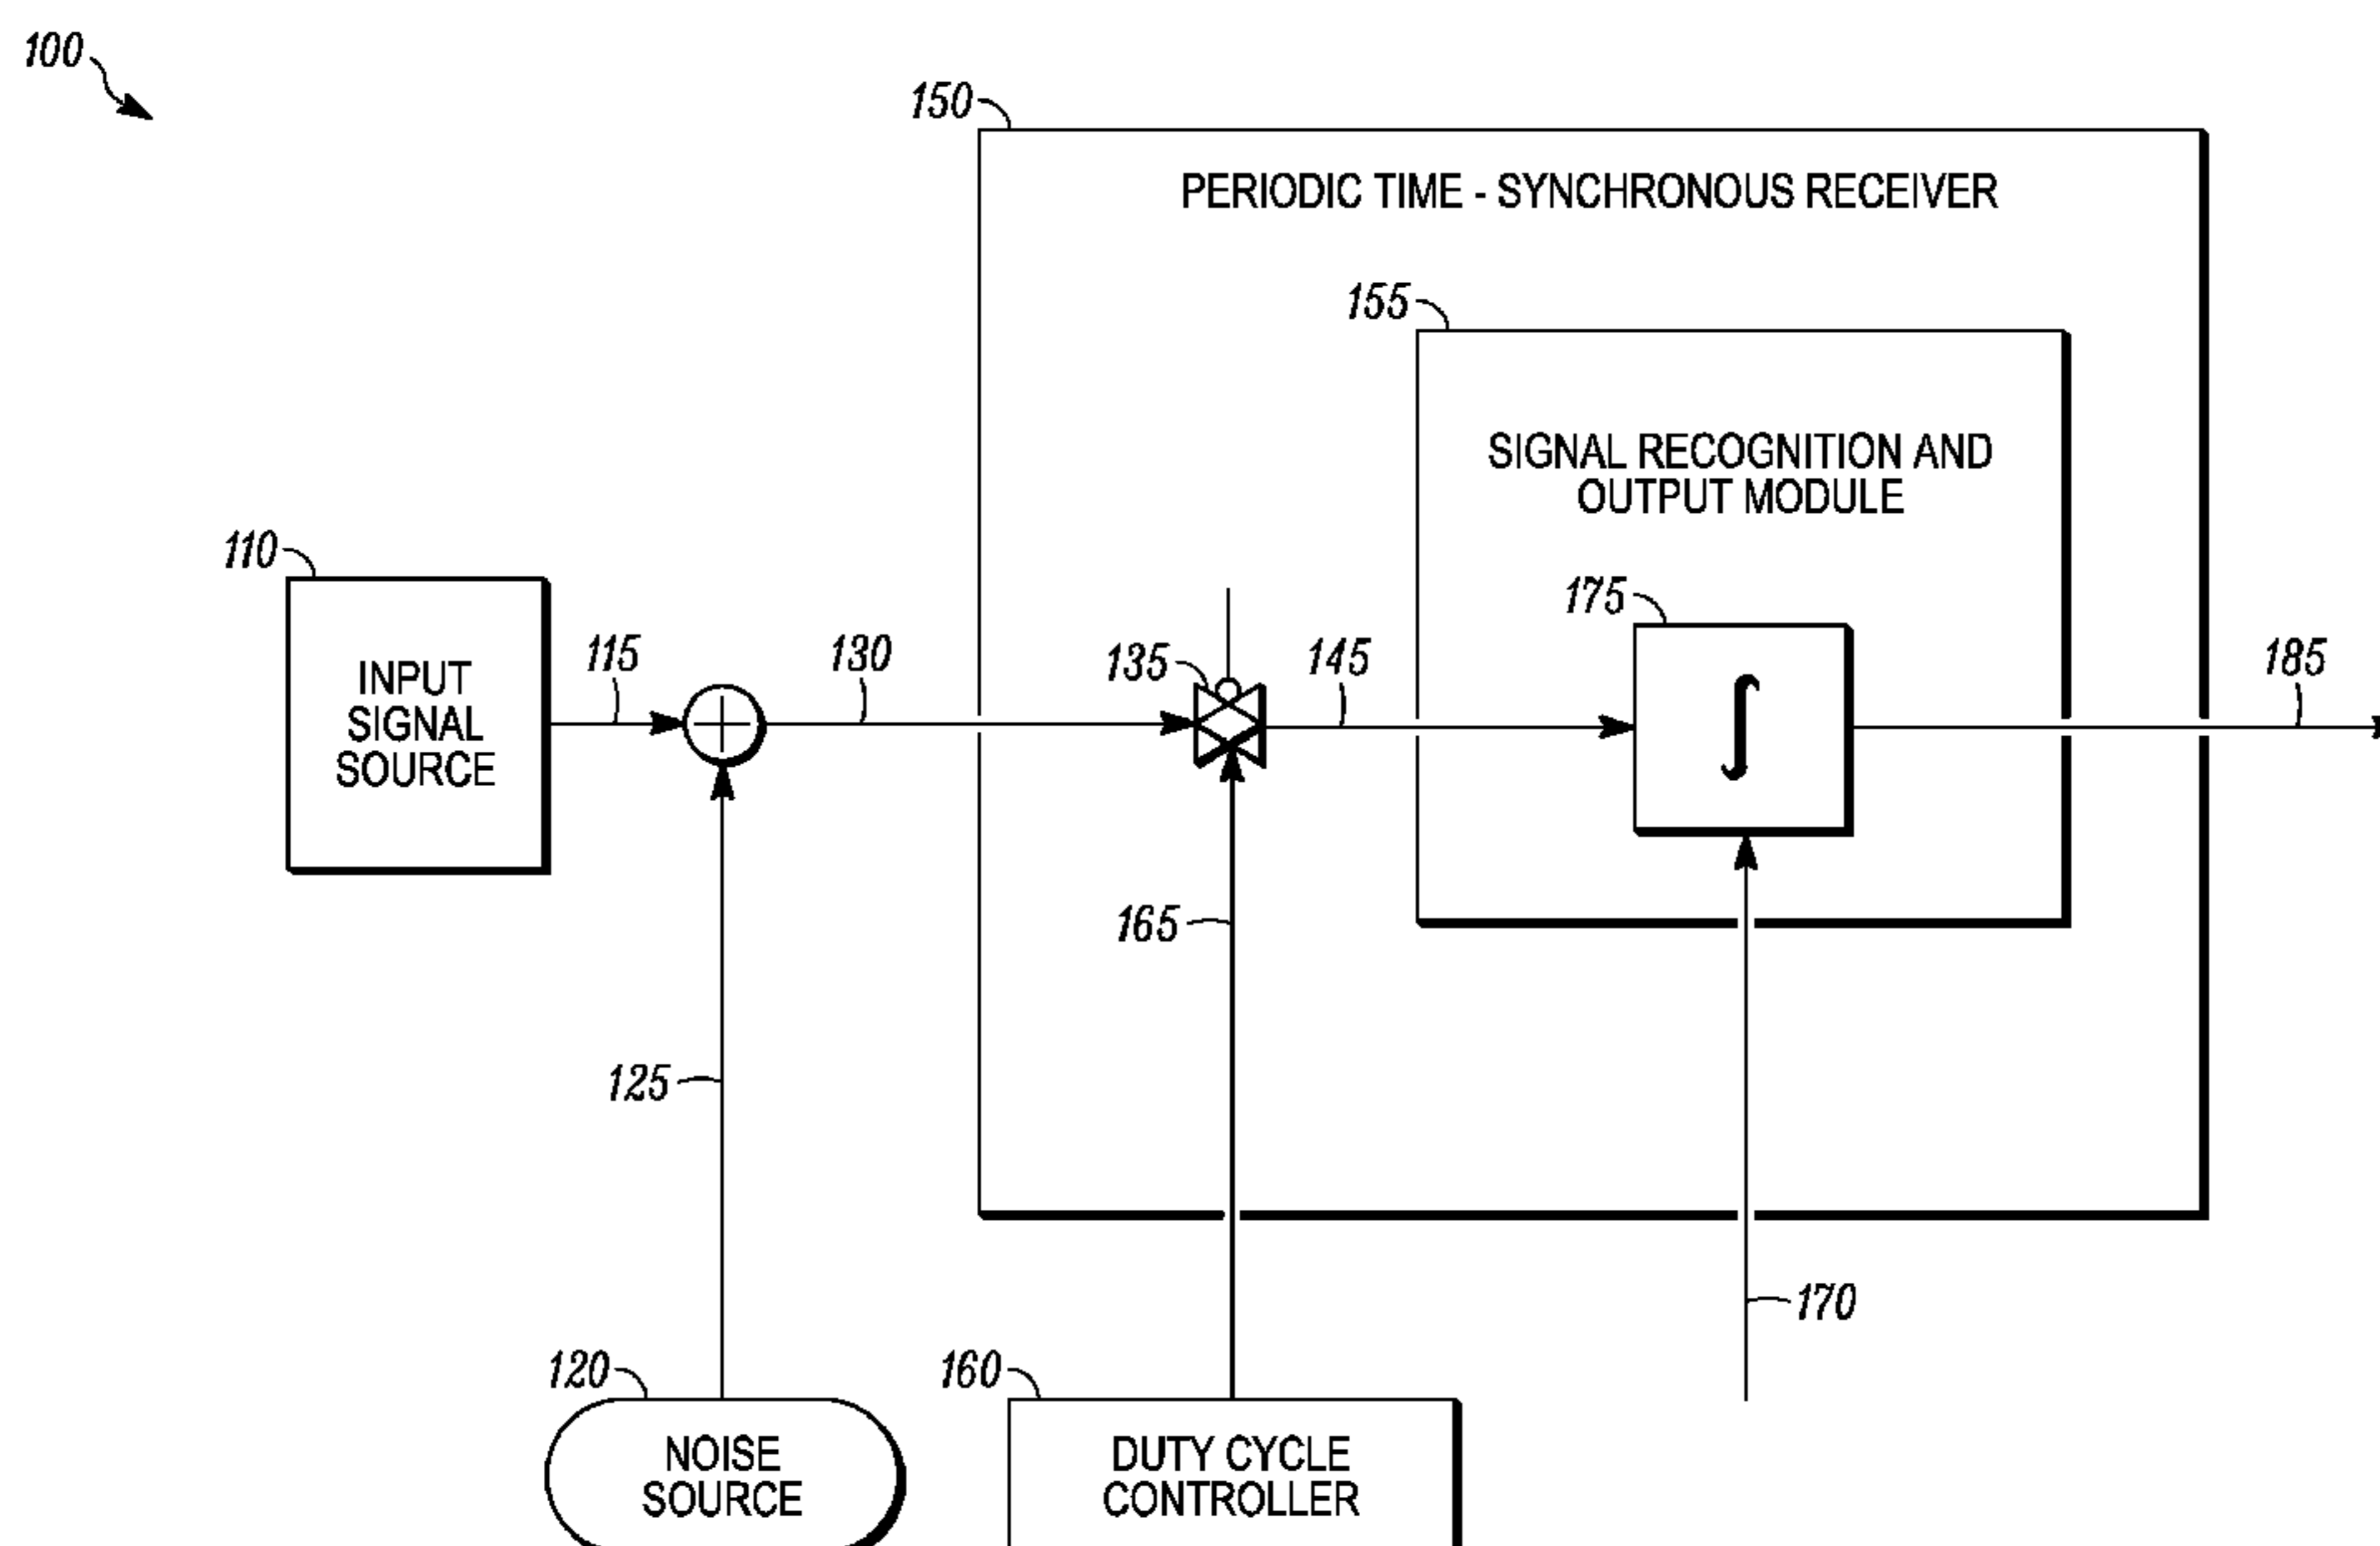 100
150
PERIODIC TIME - SYNCHRONOUS RECEIVER
155
SIGNAL RECOGNITION AND
OUTPUT MODULE
110
INPUT
SIGNAL
SOURCE
115
130
135
145
175
∫
185
165
125
170
120
NOISE
SOURCE
160
DUTY CYCLE
CONTROLLER